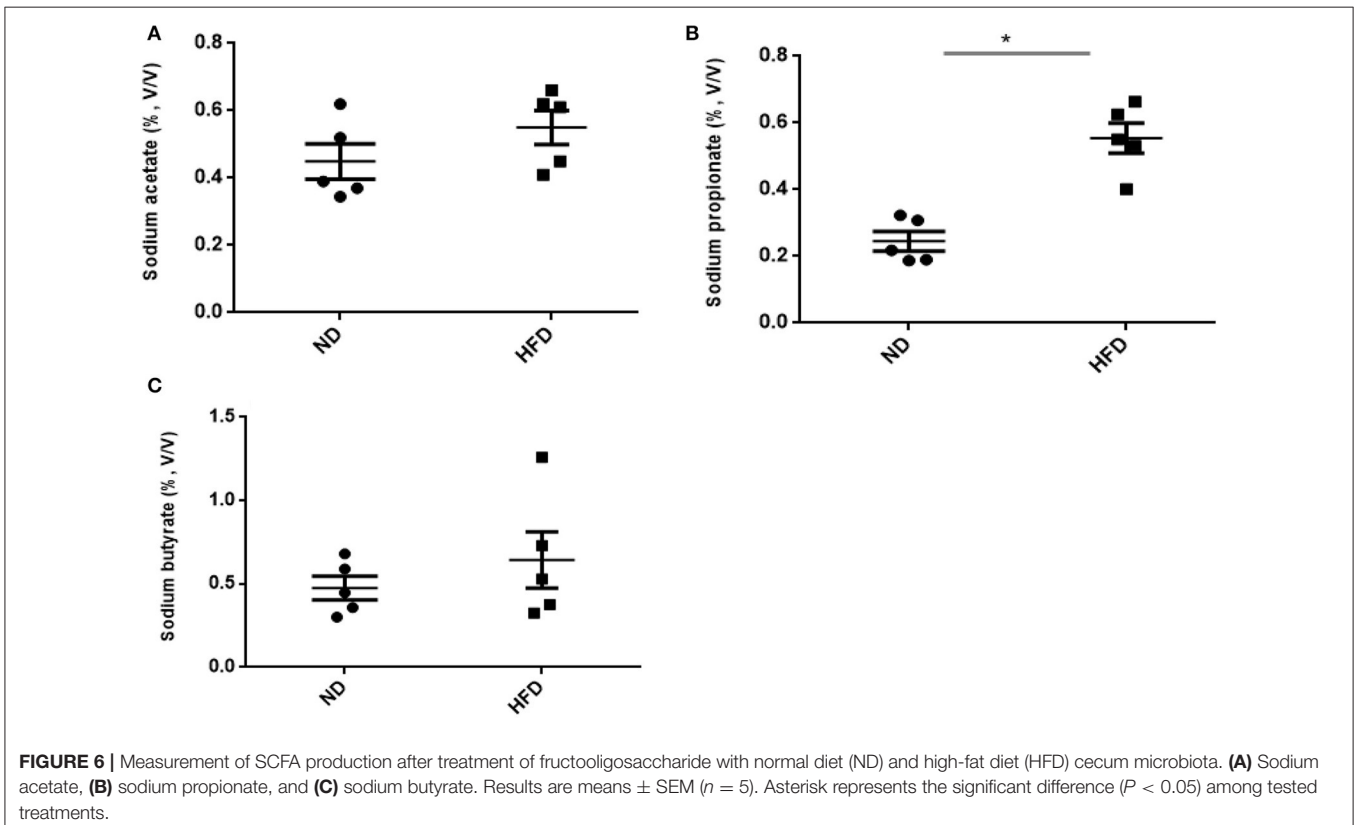 A
Sodium acetate (%, V/V)
0.8
0.6
0.4
0.2
0.0
ND
HFD
B
*
Sodium propionate (%, V/V)
0.8
0.6
0.4
0.2
0.0
ND
HFD
C
Sodium butyrate (%, V/V)
1.5
1.0
0.5
0.0
ND
HFD
FIGURE 6 | Measurement of SCFA production after treatment of fructooligosaccharide with normal diet (ND) and high-fat diet (HFD) cecum microbiota. (A) Sodium
acetate, (B) sodium propionate, and (C) sodium butyrate. Results are means ± SEM (n = 5). Asterisk represents the significant difference (P < 0.05) among tested
treatments.